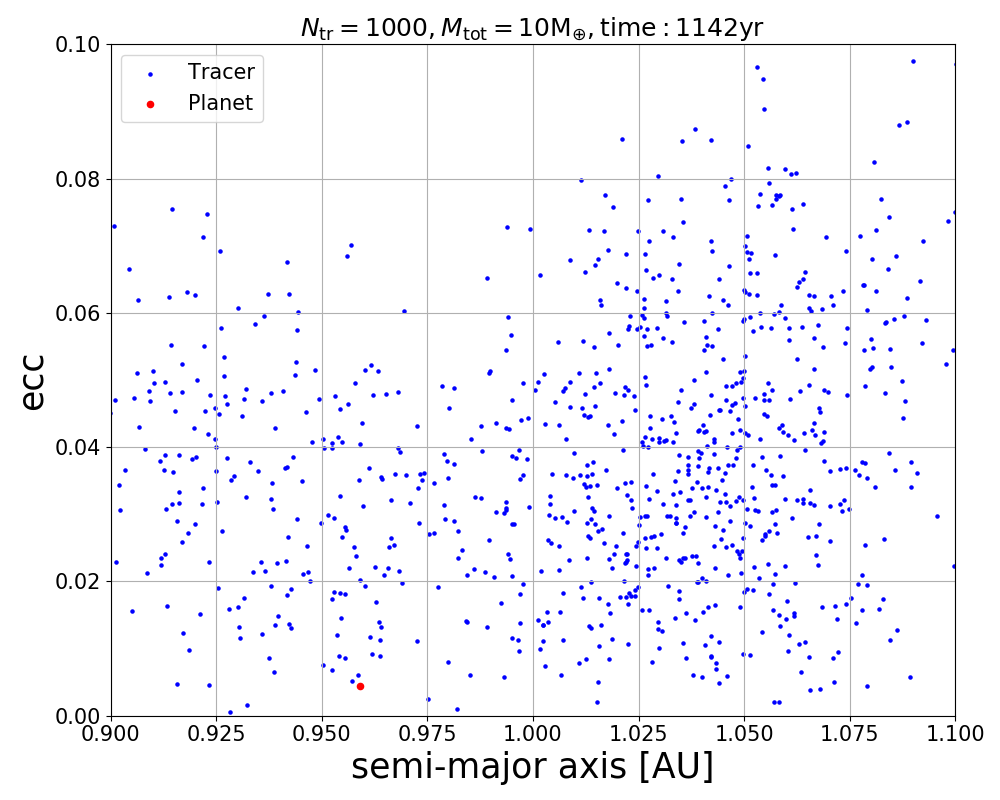 N_tr = 1000, M_tot = 10M_⊕, time : 1142yr
Tracer
Planet
ecc
0.10
0.08
0.06
0.04
0.02
0.00
0.900 0.925 0.950 0.975 1.000 1.025 1.050 1.075 1.100
semi-major axis [AU]